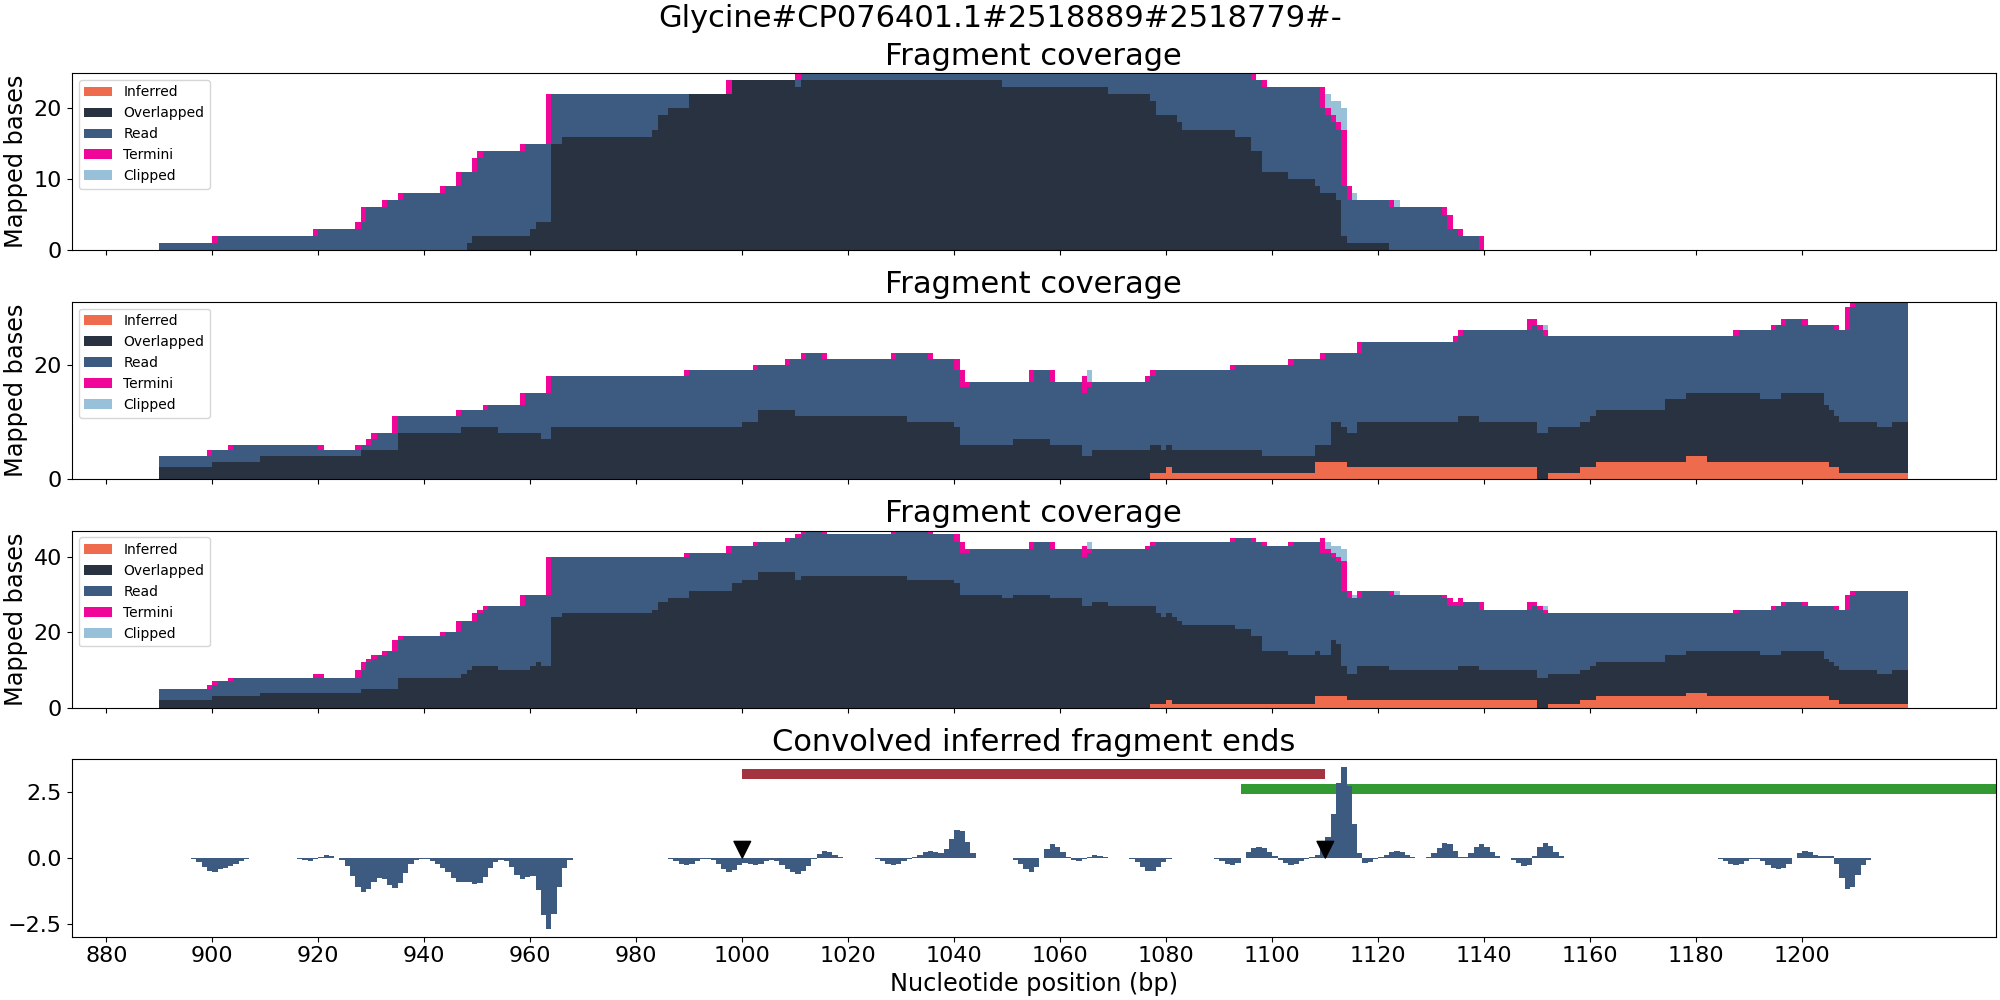 Glycine#CP076401.1#2518889#2518779#-
Fragment coverage
Mapped bases
20
10
0
Inferred
Overlapped
Read
Termini
Clipped
Fragment coverage
Mapped bases
20
0
Inferred
Overlapped
Read
Termini
Clipped
Fragment coverage
Mapped bases
40
20
0
Inferred
Overlapped
Read
Termini
Clipped
Convolved inferred fragment ends
2.5
0.0
−2.5
880 900 920 940 960 980 1000 1020 1040 1060 1080 1100 1120 1140 1160 1180 1200
Nucleotide position (bp)